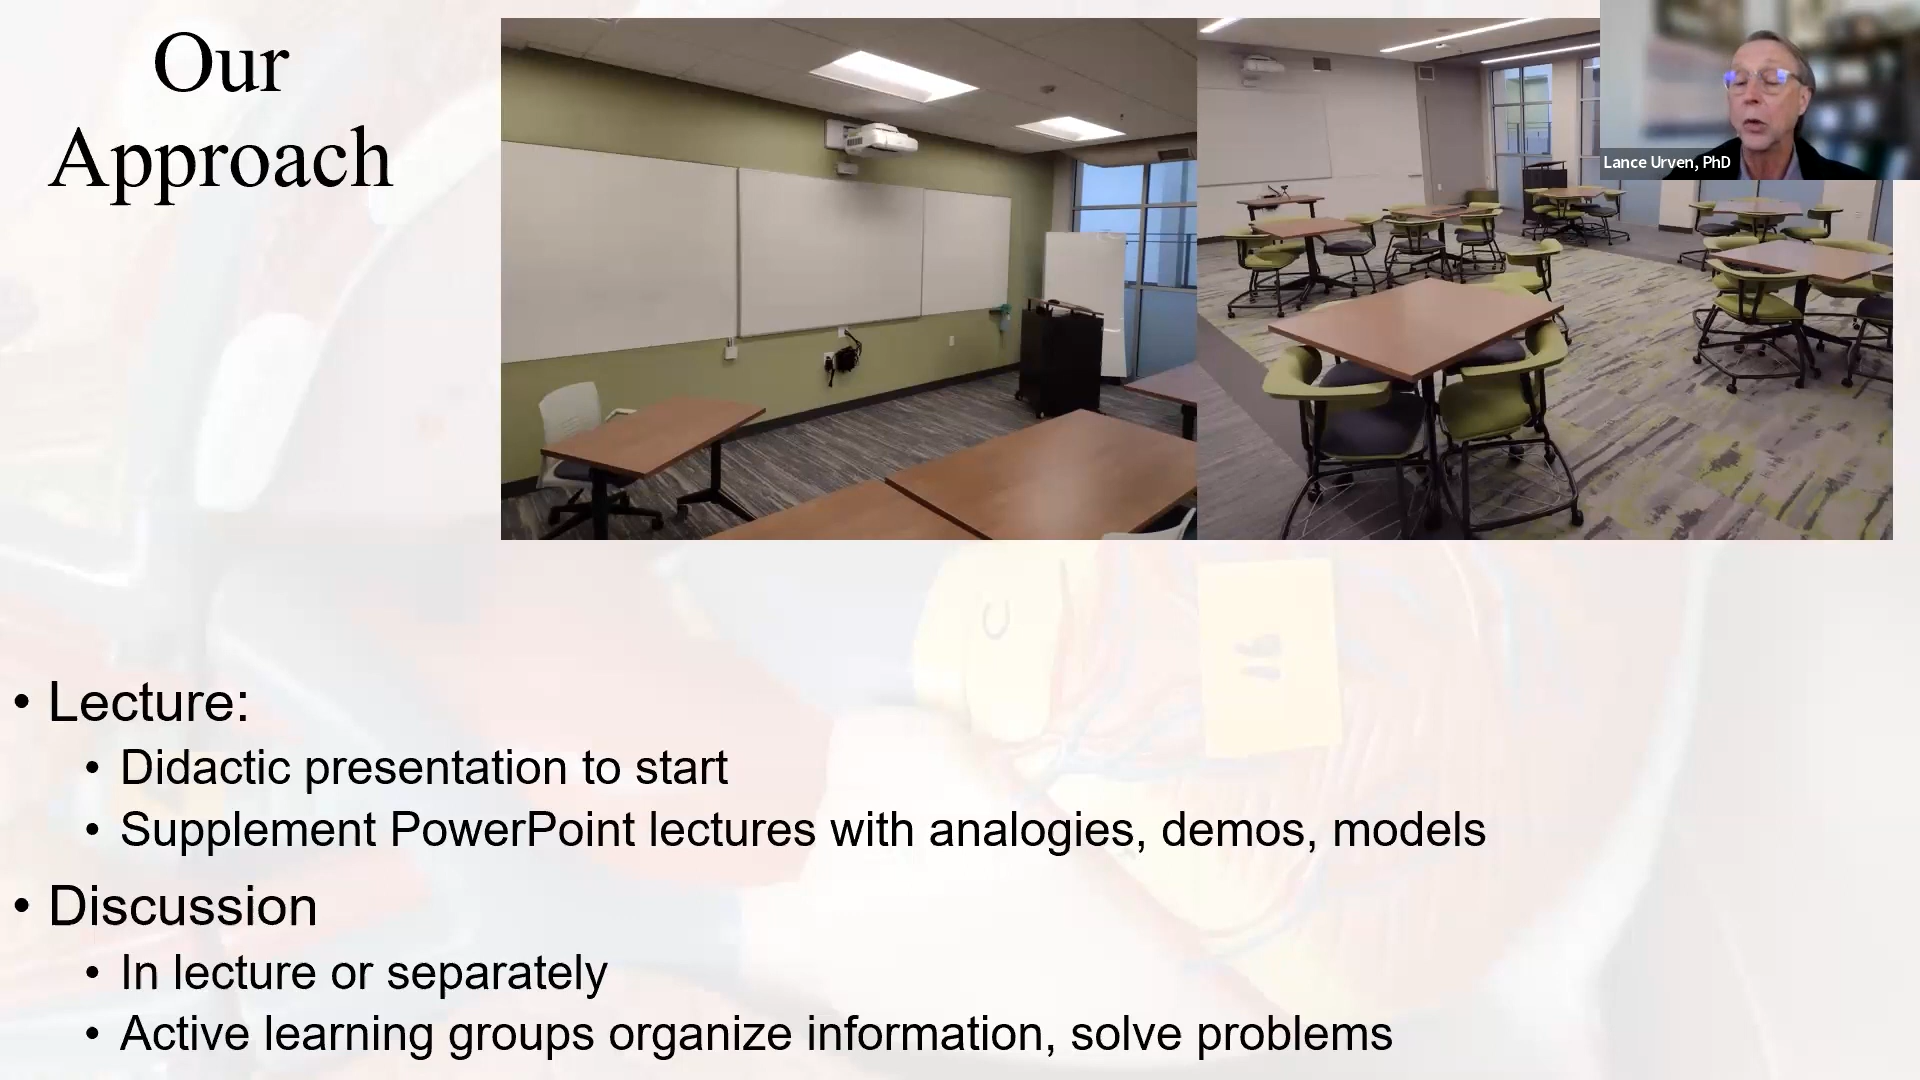 Our
Approach
Lance Urven, PhD
• Lecture:
• Didactic presentation to start
• Supplement PowerPoint lectures with analogies, demos, models
• Discussion
• In lecture or separately
• Active learning groups organize information, solve problems